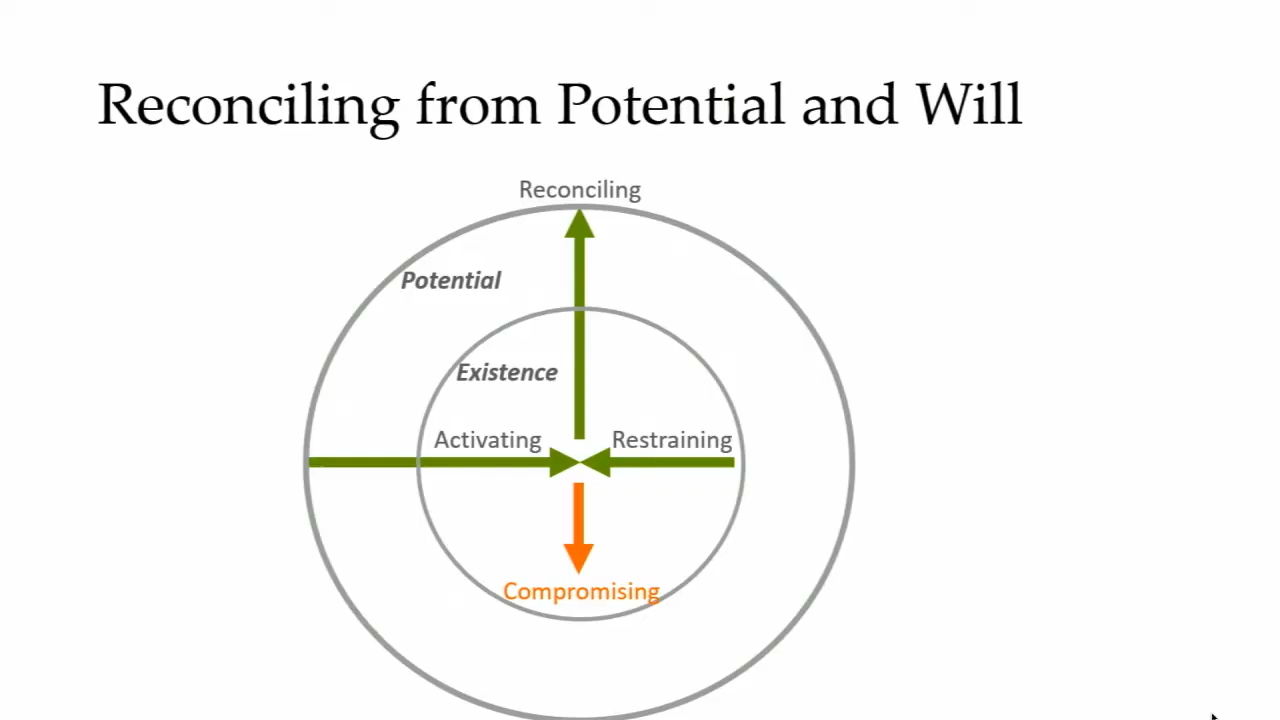 Reconciling from Potential and Will
Reconciling
Potential
Existence
Activating
Restraining
Compromising